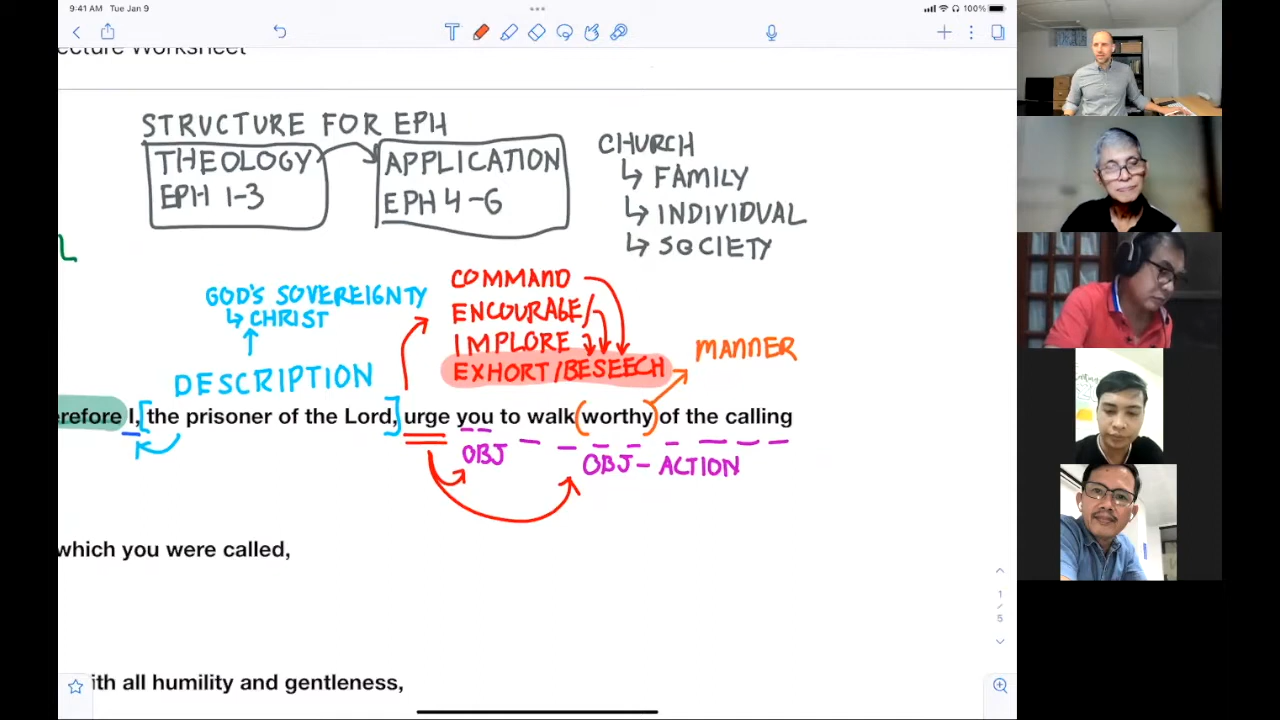 9:41 AM Tue Jan 9
100%
ecture Worksheet
STRUCTURE FOR EPH
THEOLOGY
EPH 1-3
APPLICATION
EPH 4-6
CHURCH
↳ FAMILY
↳ INDIVIDUAL
↳ SOCIETY
GOD'S SOVEREIGNTY
↳ CHRIST
DESCRIPTION
COMMAND
ENCOURAGE/
IMPLORE
EXHORT/BESEECH
MANNER
erefore I, [the prisoner of the Lord,] urge you to walk (worthy) of the calling
OBJ
OBJ-ACTION
which you were called,
ith all humility and gentleness,
1
/
5